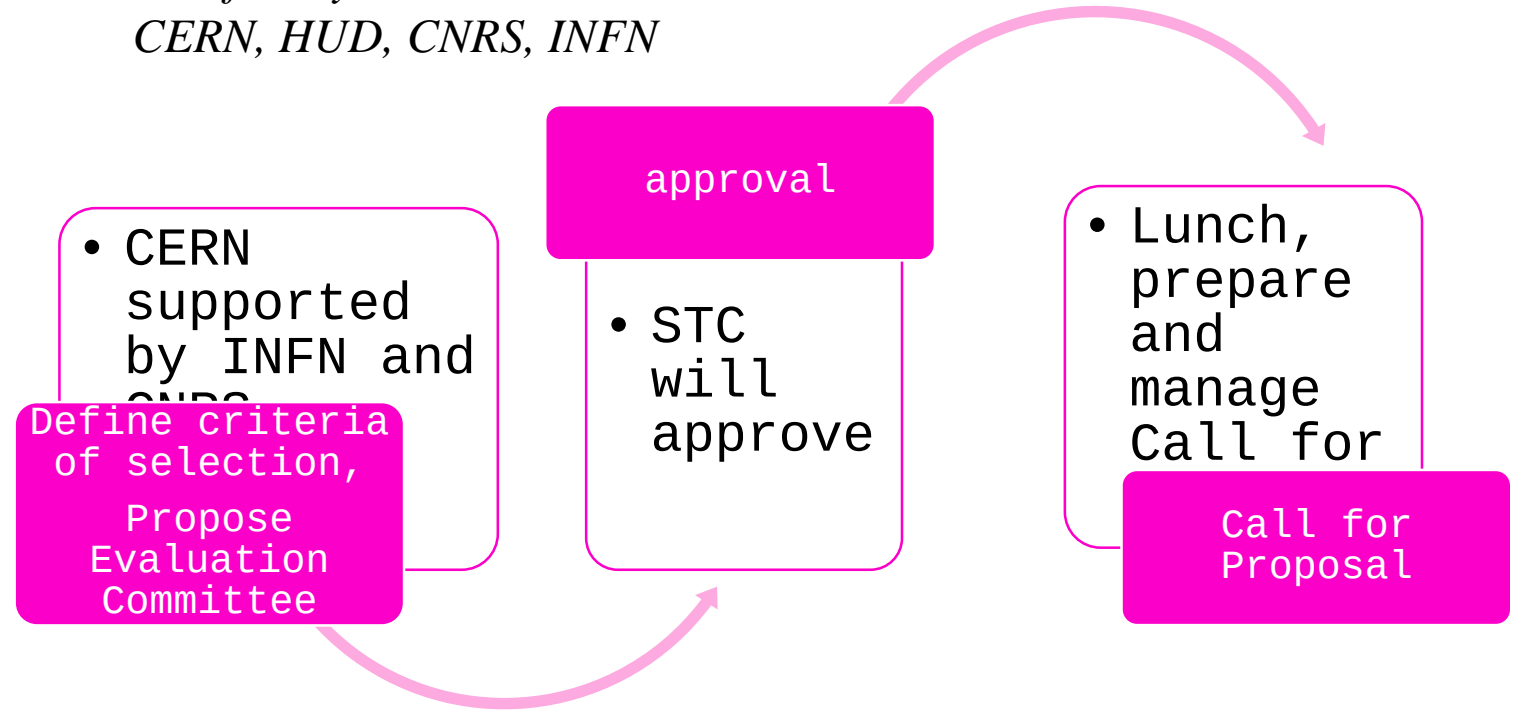 CERN, HUD, CNRS, INFN
• CERN
supported
by INFN and
Define criteria
of selection,
Propose
Evaluation
Committee
approval
• STC
will
approve
• Lunch,
prepare
and
manage
Call for
Call for
Proposal